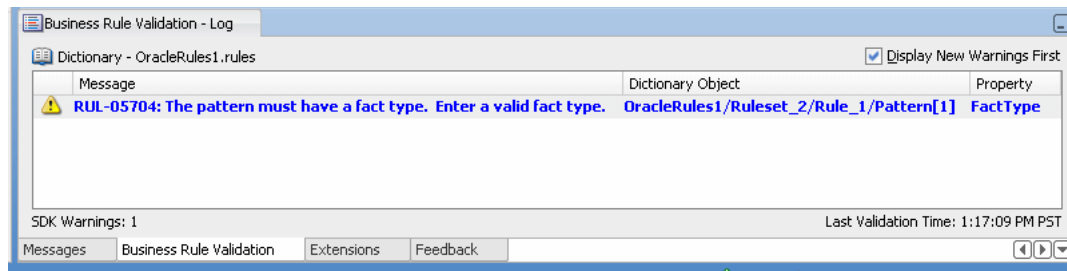 Business Rule Validation - Log
Dictionary - OracleRules1.rules
Display New Warnings First
Message Dictionary Object Property
RUL-05704: The pattern must have a fact type. Enter a valid fact type. OracleRules1/Ruleset_2/Rule_1/Pattern[1] FactType
SDK Warnings: 1 Last Validation Time: 1:17:09 PM PST
Messages Business Rule Validation Extensions Feedback